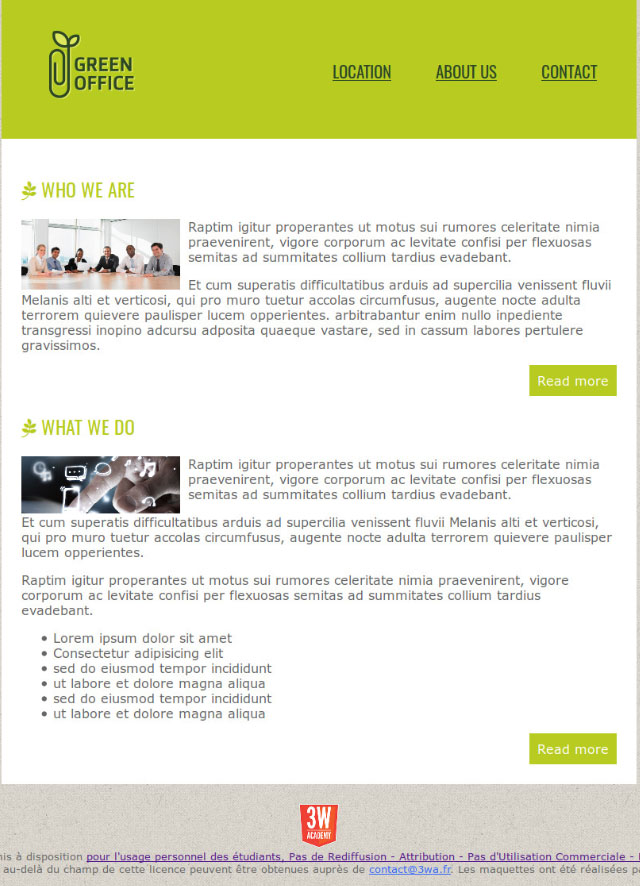 GREEN
OFFICE
LOCATION ABOUT US CONTACT
WHO WE ARE
Raptim igitur properantes ut motus sui rumores celeritate nimia
praevenirent, vigore corporum ac levitate confisi per flexuosas
semitas ad summitates collium tardius evadebant.
Et cum superatis difficultatibus arduis ad supercilia venissent fluvii
Melanis alti et verticosi, qui pro muro tuetur accolas circumfusus, augente nocte adulta
terrorem quievere paulisper lucem opperientes. arbitrabantur enim nullo inpediente
transgressi inopino adcursu adposita quaeque vastare, sed in cassum labores pertulere
gravissimos.
Read more
WHAT WE DO
Raptim igitur properantes ut motus sui rumores celeritate nimia
praevenirent, vigore corporum ac levitate confisi per flexuosas
semitas ad summitates collium tardius evadebant.
Et cum superatis difficultatibus arduis ad supercilia venissent fluvii Melanis alti et verticosi,
qui pro muro tuetur accolas circumfusus, augente nocte adulta terrorem quievere paulisper
lucem opperientes.
Raptim igitur properantes ut motus sui rumores celeritate nimia praevenirent, vigore
corporum ac levitate confisi per flexuosas semitas ad summitates collium tardius
evadebant.
• Lorem ipsum dolor sit amet
• Consectetur adipisicing elit
• sed do eiusmod tempor incididunt
• ut labore et dolore magna aliqua
• sed do eiusmod tempor incididunt
• ut labore et dolore magna aliqua
Read more
3W
ACADEMY
à disposition pour l'usage personnel des étudiants, Pas de Rediffusion - Attribution - Pas d'Utilisation Commerciale -
au-delà du champ de cette licence peuvent être obtenues auprès de contact@3wa.fr. Les maquettes ont été réalisées